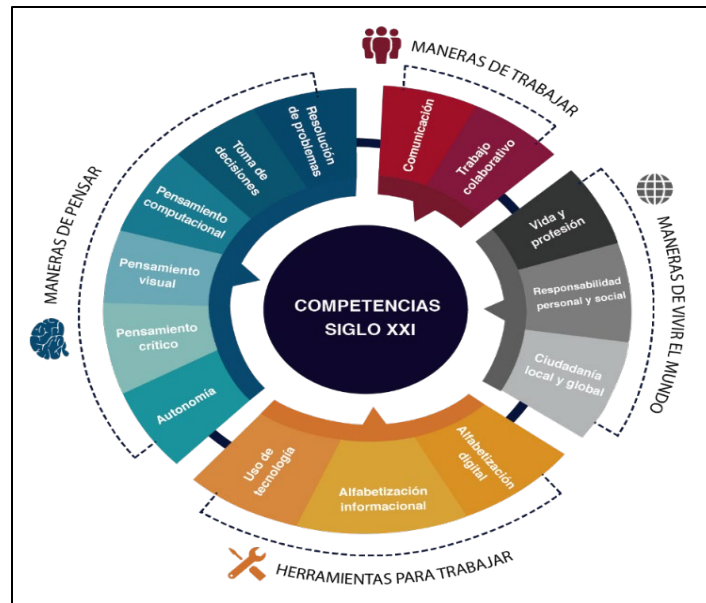 MANERAS DE PENSAR
Resolución
de problemas
Toma de
decisiones
Pensamiento
computacional
Pensamiento
visual
Pensamiento
crítico
Autonomía
MANERAS DE TRABAJAR
Comunicación
Trabajo
colaborativo
MANERAS DE VIVIR EL MUNDO
Vida y
profesión
Responsabilidad
personal y social
Ciudadanía
local y global
COMPETENCIAS
SIGLO XXI
Uso de
tecnología
Alfabetización
informacional
Alfabetización
digital
HERRAMIENTAS PARA TRABAJAR